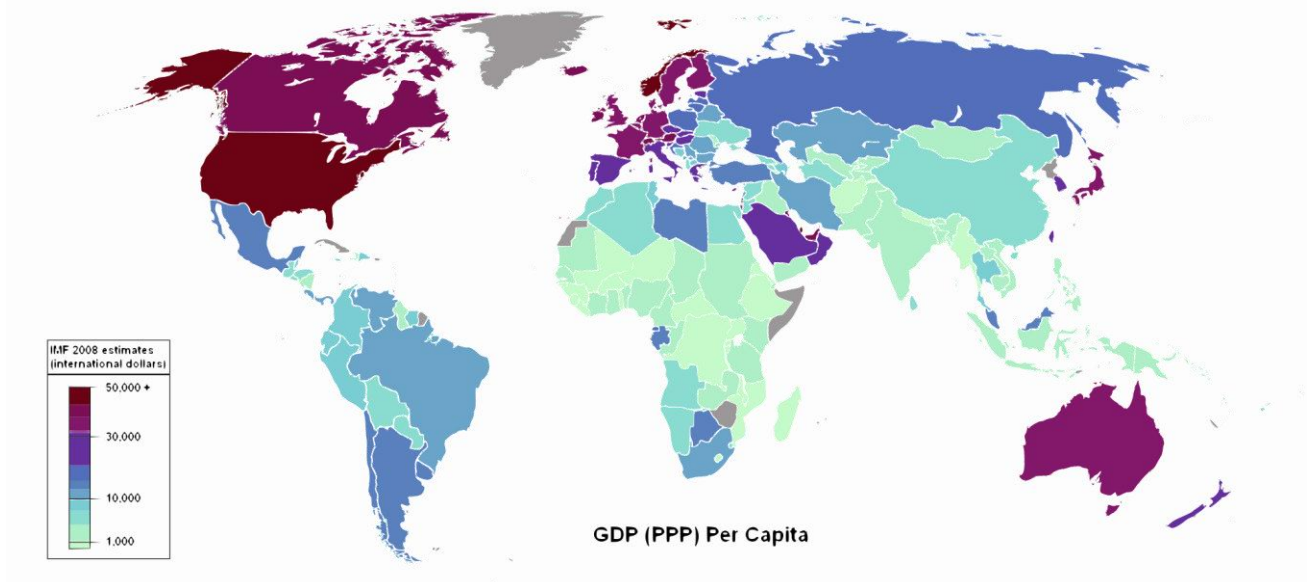 IMF 2008 estimates
(international dollars)
50,000 +
30,000
10,000
1,000
GDP (PPP) Per Capita